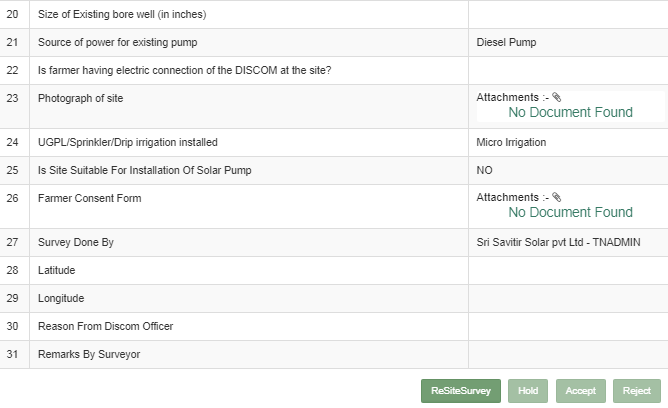 20 Size of Existing bore well (in inches)
21 Source of power for existing pump Diesel Pump
22 Is farmer having electric connection of the DISCOM at the site?
23 Photograph of site Attachments :-
No Document Found
24 UGPL/Sprinkler/Drip irrigation installed Micro Irrigation
25 Is Site Suitable For Installation Of Solar Pump NO
26 Farmer Consent Form Attachments :-
No Document Found
27 Survey Done By Sri Savitir Solar pvt Ltd - TNADMIN
28 Latitude
29 Longitude
30 Reason From Discom Officer
31 Remarks By Surveyor
ReSiteSurvey Hold Accept Reject